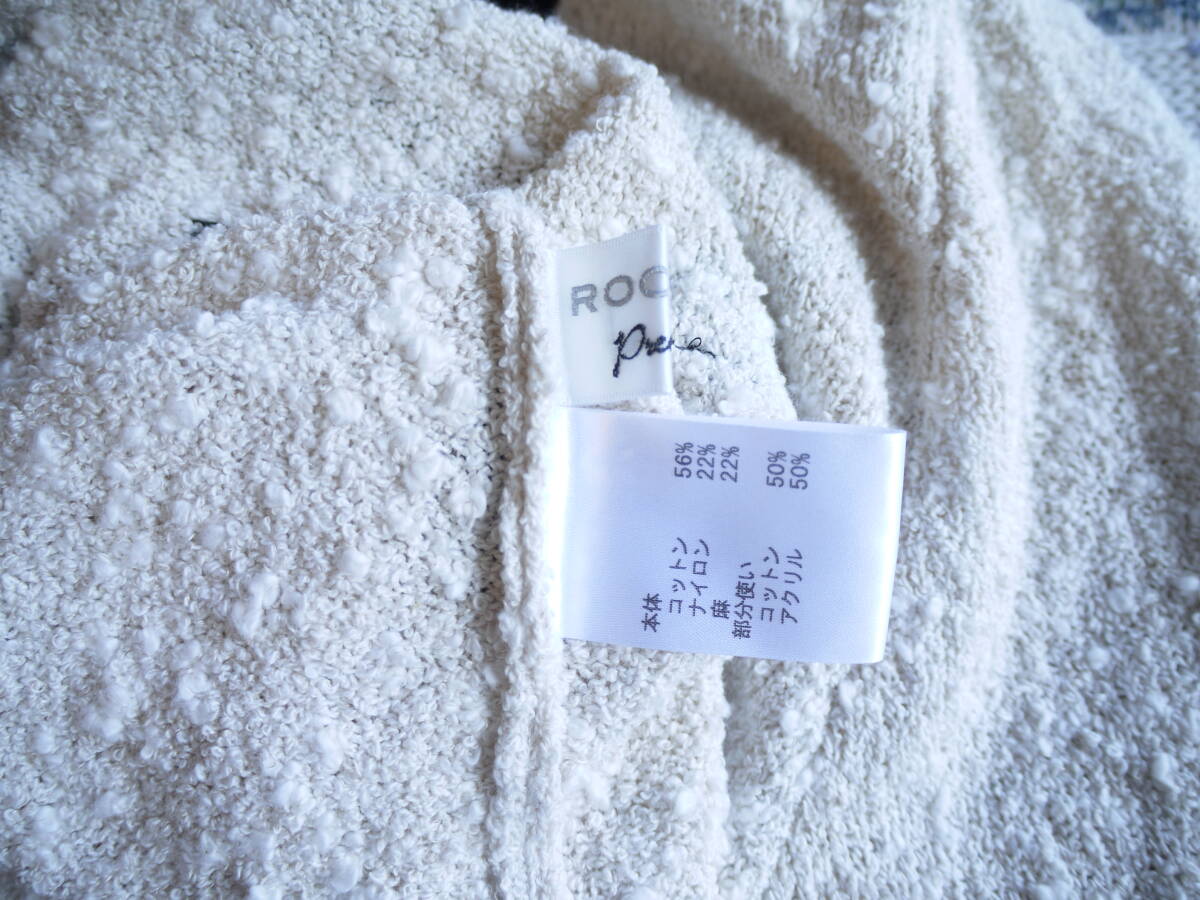 ROC
本体
コットン 56%
ナイロン 22%
麻 22%
部分使い
コットン 50%
アクリル 50%